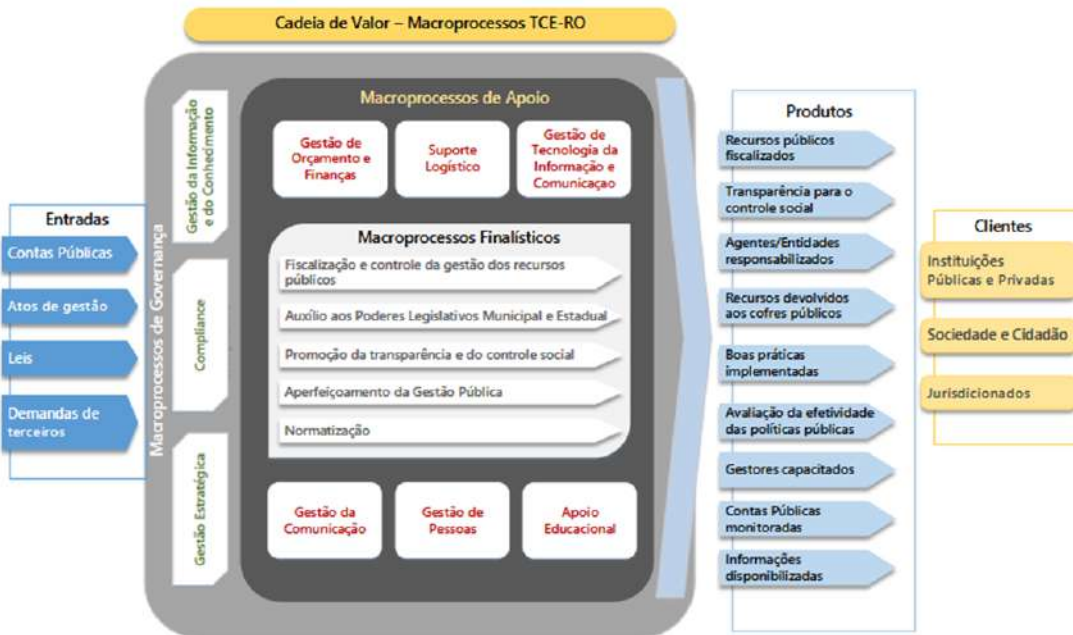 Cadeia de Valor – Macroprocessos TCE-RO
Entradas
Contas Públicas
Atos de gestão
Leis
Demandas de
terceiros
Macroprocessos de Governança
Gestão da Informação
e do Conhecimento
Compliance
Gestão Estratégica
Macroprocessos de Apoio
Gestão de
Orçamento e
Finanças
Suporte
Logístico
Gestão de
Tecnologia da
Informação e
Comunicaçao
Macroprocessos Finalísticos
Fiscalização e controle da gestão dos recursos
públicos
Auxílio aos Poderes Legislativos Municipal e Estadual
Promoção da transparência e do controle social
Aperfeiçoamento da Gestão Pública
Normatização
Gestão da
Comunicação
Gestão de
Pessoas
Apoio
Educacional
Produtos
Recursos públicos
fiscalizados
Transparência para o
controle social
Agentes/Entidades
responsabilizados
Recursos devolvidos
aos cofres públicos
Boas práticas
implementadas
Avaliação da efetividade
das políticas públicas
Gestores capacitados
Contas Públicas
monitoradas
Informações
disponibilizadas
Clientes
Instituições
Públicas e Privadas
Sociedade e Cidadão
Jurisdicionados